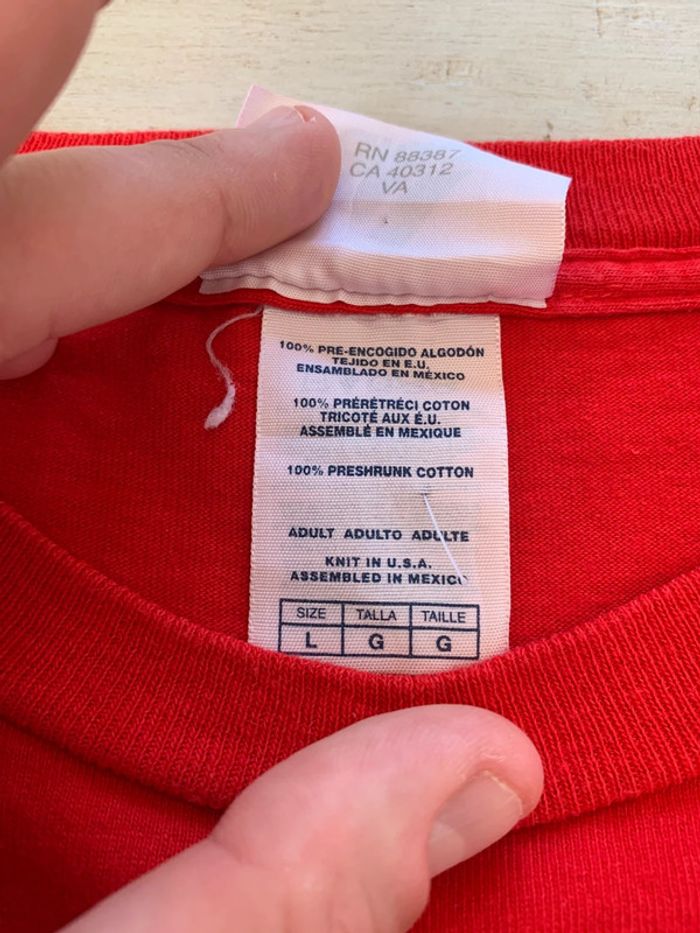 RN 88387
CA 40312
VA
100% PRE-ENCOGIDO ALGODÓN
TEJIDO EN E.U.
ENSAMBLADO EN MÉXICO
100% PRÉRÉTRÉCI COTON
TRICOTÉ AUX É.U.
ASSEMBLÉ EN MEXIQUE
100% PRESHRUNK COTTON
ADULT ADULTO ADULTE
KNIT IN U.S.A.
ASSEMBLED IN MEXICO
SIZE TALLA TAILLE
L G G